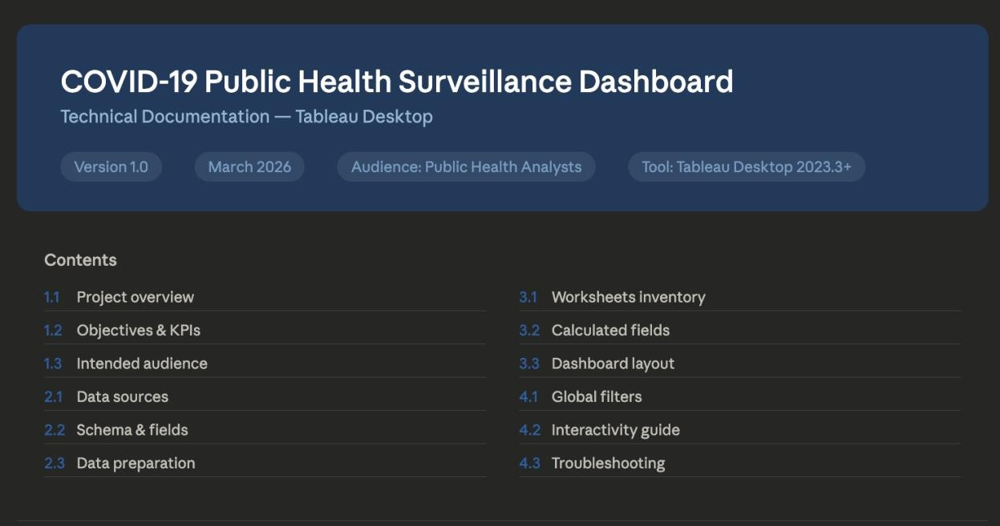 COVID-19 Public Health Surveillance Dashboard
Technical Documentation — Tableau Desktop
Version 1.0
March 2026
Audience: Public Health Analysts
Tool: Tableau Desktop 2023.3+
Contents
1.1 Project overview
1.2 Objectives & KPIs
1.3 Intended audience
2.1 Data sources
2.2 Schema & fields
2.3 Data preparation
3.1 Worksheets inventory
3.2 Calculated fields
3.3 Dashboard layout
4.1 Global filters
4.2 Interactivity guide
4.3 Troubleshooting